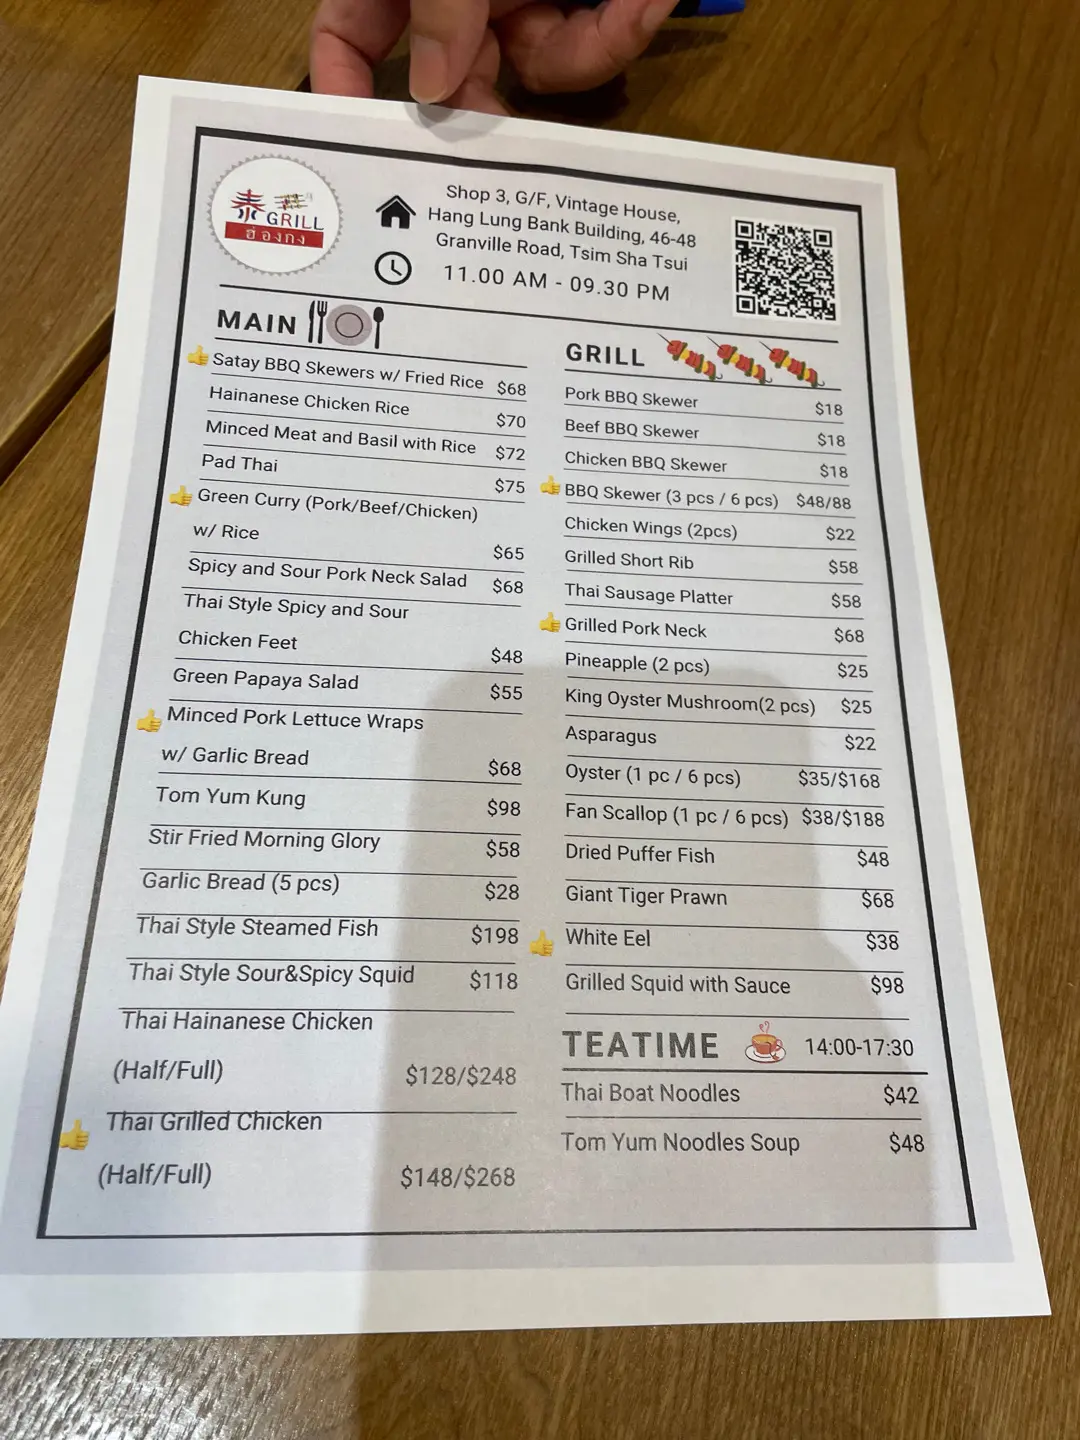 泰 GRILL
ฮ่องกง
Shop 3, G/F, Vintage House,
Hang Lung Bank Building, 46-48
Granville Road, Tsim Sha Tsui
11.00 AM - 09.30 PM
MAIN
Satay BBQ Skewers w/ Fried Rice $68
Hainanese Chicken Rice $70
Minced Meat and Basil with Rice $72
Pad Thai $75
Green Curry (Pork/Beef/Chicken)
w/ Rice $65
Spicy and Sour Pork Neck Salad $68
Thai Style Spicy and Sour
Chicken Feet $48
Green Papaya Salad $55
Minced Pork Lettuce Wraps
w/ Garlic Bread $68
Tom Yum Kung $98
Stir Fried Morning Glory $58
Garlic Bread (5 pcs) $28
Thai Style Steamed Fish $198
Thai Style Sour&Spicy Squid $118
Thai Hainanese Chicken
(Half/Full) $128/$248
Thai Grilled Chicken
(Half/Full) $148/$268
GRILL
Pork BBQ Skewer $18
Beef BBQ Skewer $18
Chicken BBQ Skewer $18
BBQ Skewer (3 pcs / 6 pcs) $48/88
Chicken Wings (2pcs) $22
Grilled Short Rib $58
Thai Sausage Platter $58
Grilled Pork Neck $68
Pineapple (2 pcs) $25
King Oyster Mushroom(2 pcs) $25
Asparagus $22
Oyster (1 pc / 6 pcs) $35/$168
Fan Scallop (1 pc / 6 pcs) $38/$188
Dried Puffer Fish $48
Giant Tiger Prawn $68
White Eel $38
Grilled Squid with Sauce $98
TEATIME 14:00-17:30
Thai Boat Noodles $42
Tom Yum Noodles Soup $48